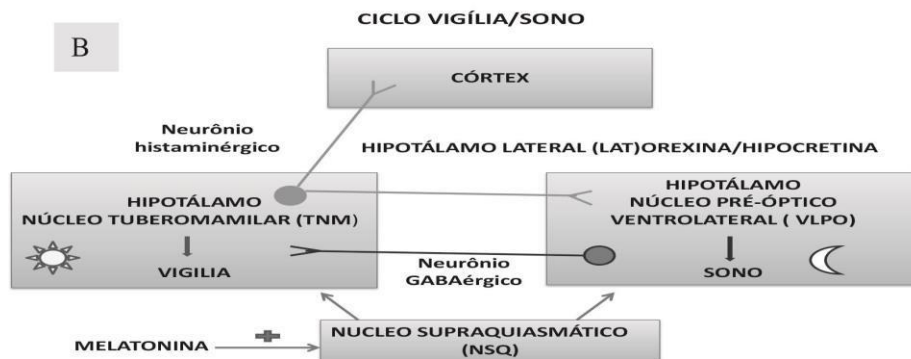 CICLO VIGÍLIA/SONO
B
CÓRTEX
Neurônio
histaminérgico
HIPOTÁLAMO LATERAL (LAT)OREXINA/HIPOCRETINA
HIPOTÁLAMO
NÚCLEO TUBEROMAMILAR (TNM)
VIGILIA
HIPOTÁLAMO
NÚCLEO PRÉ-ÓPTICO
VENTROLATERAL ( VLPO)
SONO
Neurônio
GABAérgico
MELATONINA
NUCLEO SUPRAQUIASMÁTICO
(NSQ)